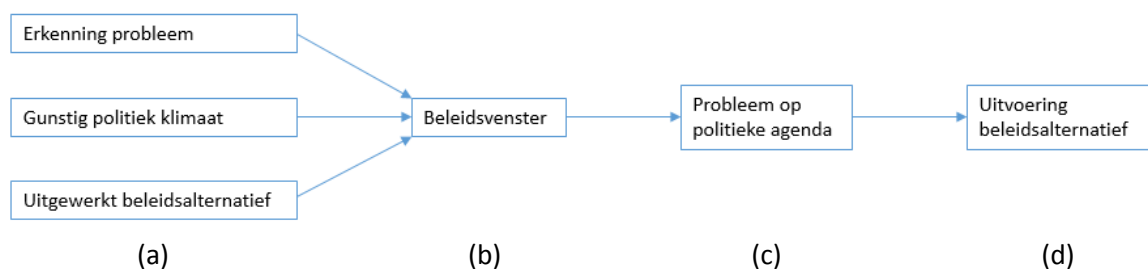 Erkenning probleem
Gunstig politiek klimaat
Uitgewerkt beleidsalternatief
Beleidsvenster
Probleem op
politieke agenda
Uitvoering
beleidsalternatief
(a)
(b)
(c)
(d)